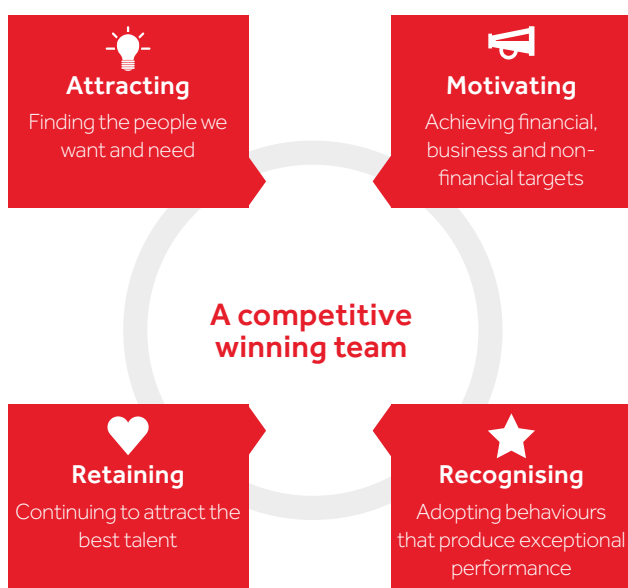 Attracting
Finding the people we
want and need
Motivating
Achieving financial,
business and non-
financial targets
A competitive
winning team
Retaining
Continuing to attract the
best talent
Recognising
Adopting behaviours
that produce exceptional
performance